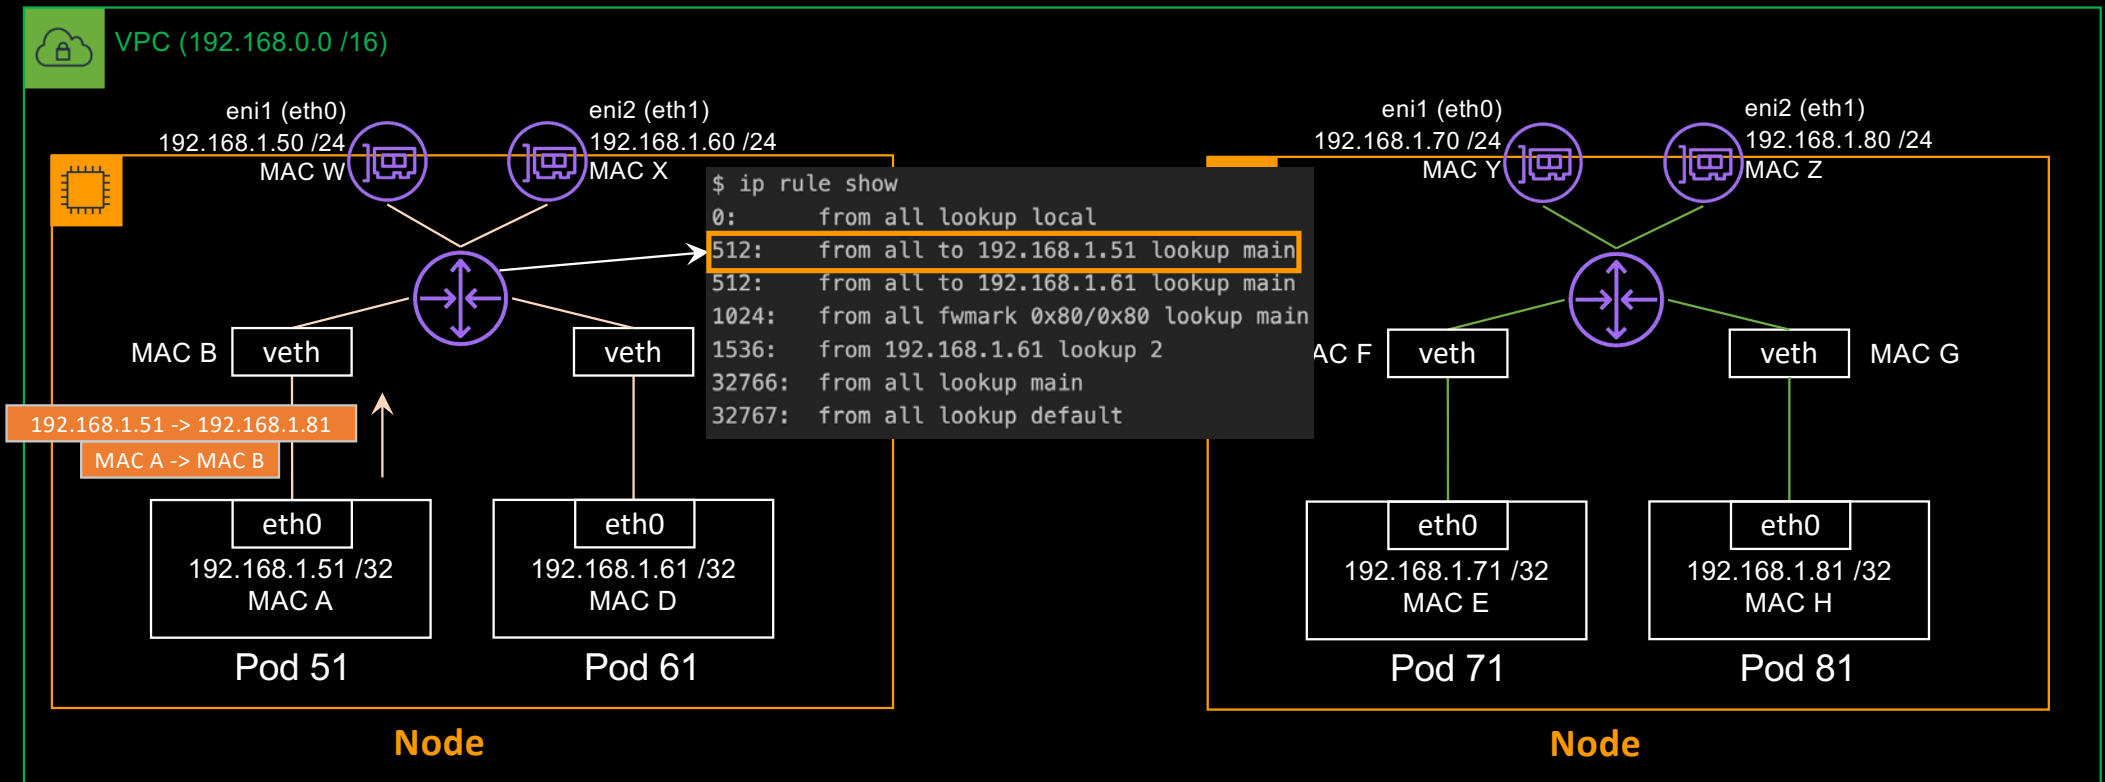 VPC (192.168.0.0 /16)
eni1 (eth0)
192.168.1.50 /24
MAC W
eni2 (eth1)
192.168.1.60 /24
MAC X
eni1 (eth0)
192.168.1.70 /24
MAC Y
eni2 (eth1)
192.168.1.80 /24
MAC Z
$ ip rule show
0: from all lookup local
512: from all to 192.168.1.51 lookup main
512: from all to 192.168.1.61 lookup main
1024: from all fwmark 0x80/0x80 lookup main
1536: from 192.168.1.61 lookup 2
32766: from all lookup main
32767: from all lookup default
MAC B
veth
veth
AC F
veth
veth
MAC G
192.168.1.51 -> 192.168.1.81
MAC A -> MAC B
eth0
192.168.1.51 /32
MAC A
Pod 51
eth0
192.168.1.61 /32
MAC D
Pod 61
eth0
192.168.1.71 /32
MAC E
Pod 71
eth0
192.168.1.81 /32
MAC H
Pod 81
Node
Node